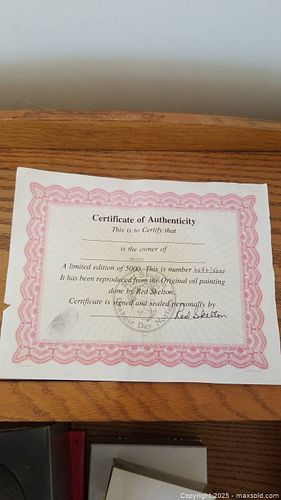 Certificate of Authenticity
This is to Certify that
is the owner of
A limited edition of 5000. This is number /5000
It has been reproduced from the Original oil painting
done by Red Skelton.
Certificate is signed and sealed personally by
Red Skelton
Copyright 2025 - maxsold.com